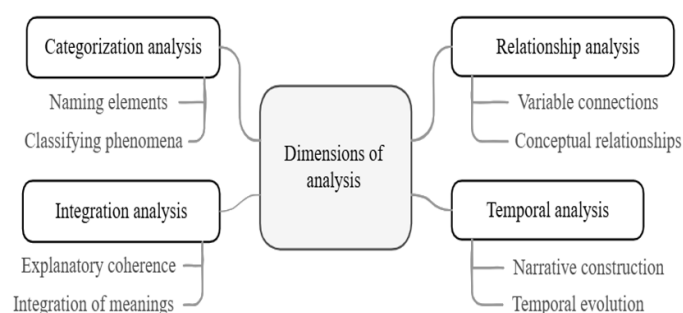 Categorization analysis
Naming elements
Classifying phenomena
Integration analysis
Explanatory coherence
Integration of meanings
Dimensions of
analysis
Relationship analysis
Variable connections
Conceptual relationships
Temporal analysis
Narrative construction
Temporal evolution